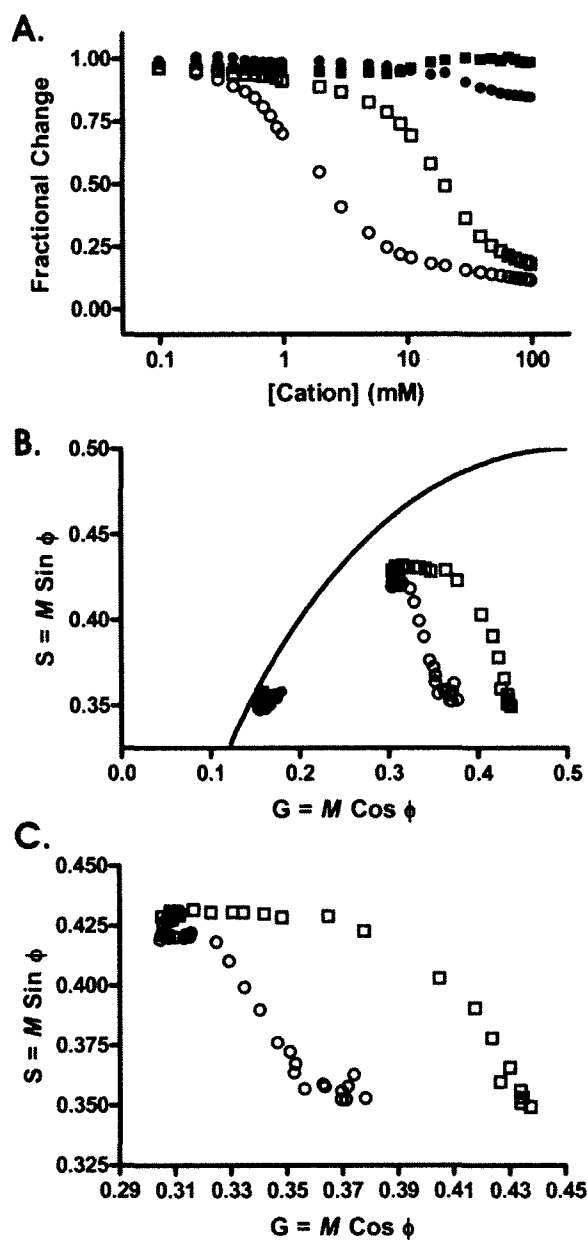 A.
1.00
0.75
0.50
0.25
0.00
Fractional Change
0.1 1 10 100
[Cation] (mM)
B.
0.50
0.45
0.40
0.35
S = M Sin ϕ
0.0 0.1 0.2 0.3 0.4 0.5
G = M Cos ϕ
C.
0.450
0.425
0.400
0.375
0.350
0.325
S = M Sin ϕ
0.29 0.31 0.33 0.35 0.37 0.39 0.41 0.43 0.45
G = M Cos ϕ